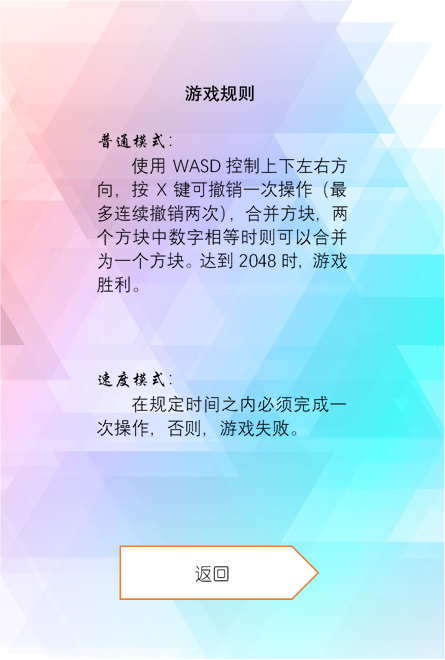 游戏规则
普通模式：
使用 WASD 控制上下左右方
向，按 X 键可撤销一次操作（最
多连续撤销两次），合并方块，两
个方块中数字相等时则可以合并
为一个方块。达到 2048 时，游戏
胜利。
速度模式：
在规定时间之内必须完成一
次操作，否则，游戏失败。
返回